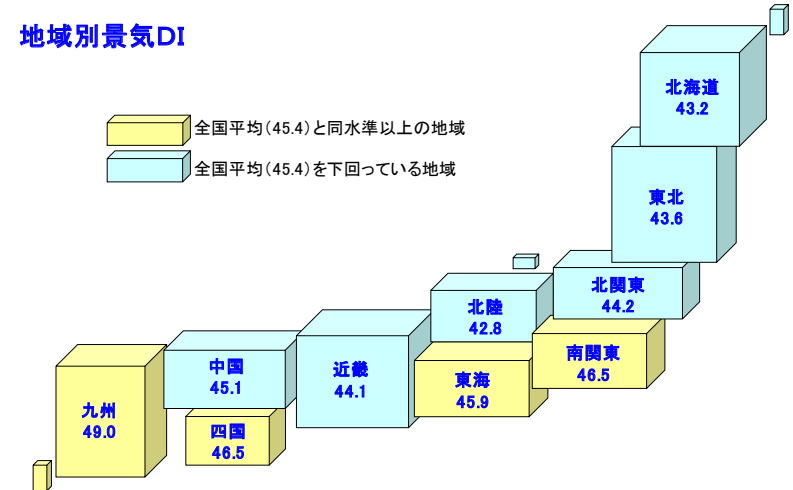 地域別景気DI
全国平均(45.4)と同水準以上の地域
全国平均(45.4)を下回っている地域
北海道
43.2
東北
43.6
北関東
44.2
北陸
42.8
南関東
46.5
中国
45.1
近畿
44.1
東海
45.9
九州
49.0
四国
46.5